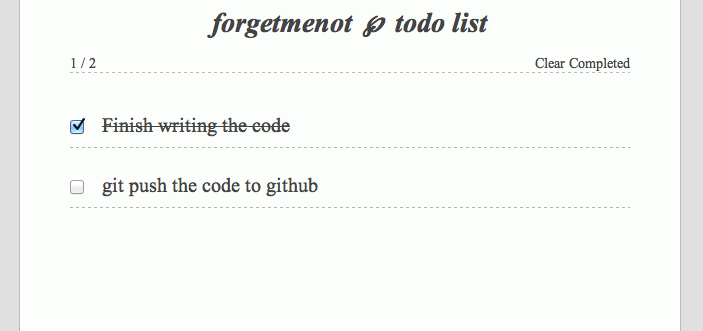 forgetmenot ℘ todo list
1 / 2 Clear Completed
Finish writing the code
git push the code to github